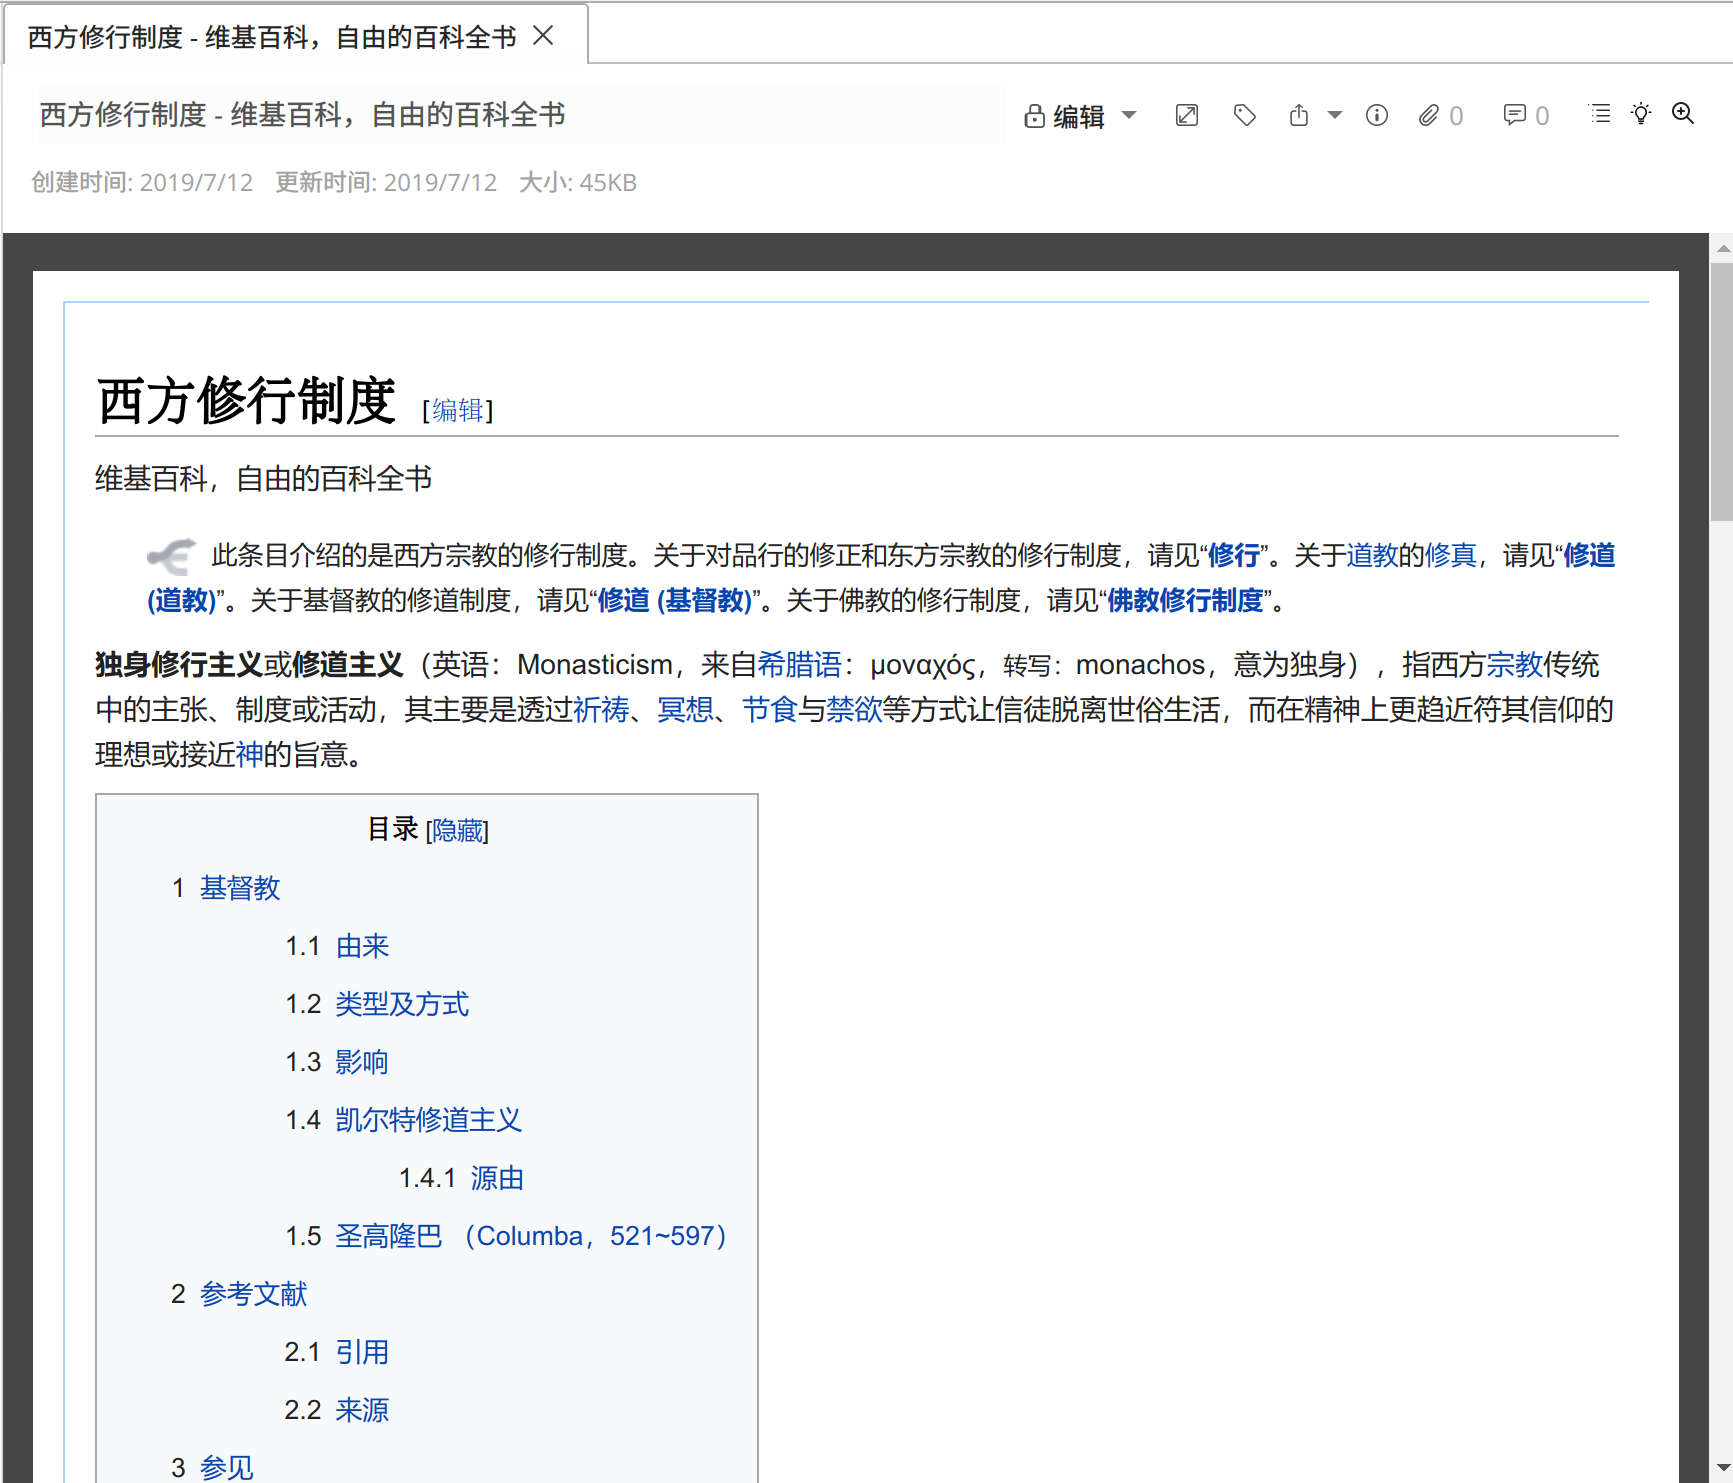 西方修行制度 - 维基百科，自由的百科全书
西方修行制度 - 维基百科，自由的百科全书
编辑
0
0
创建时间: 2019/7/12 更新时间: 2019/7/12 大小: 45KB
西方修行制度 [编辑]
维基百科，自由的百科全书
此条目介绍的是西方宗教的修行制度。关于对品行的修正和东方宗教的修行制度，请见“修行”。关于道教的修真，请见“修道
(道教)”。关于基督教的修道制度，请见“修道 (基督教)”。关于佛教的修行制度，请见“佛教修行制度”。
独身修行主义或修道主义（英语：Monasticism，来自希腊语：μοναχός，转写：monachos，意为独身），指西方宗教传统
中的主张、制度或活动，其主要是透过祈祷、冥想、节食与禁欲等方式让信徒脱离世俗生活，而在精神上更趋近符其信仰的
理想或接近神的旨意。
目录 [隐藏]
1 基督教
1.1 由来
1.2 类型及方式
1.3 影响
1.4 凯尔特修道主义
1.4.1 源由
1.5 圣高隆巴 （Columba，521~597）
2 参考文献
2.1 引用
2.2 来源
3 参见